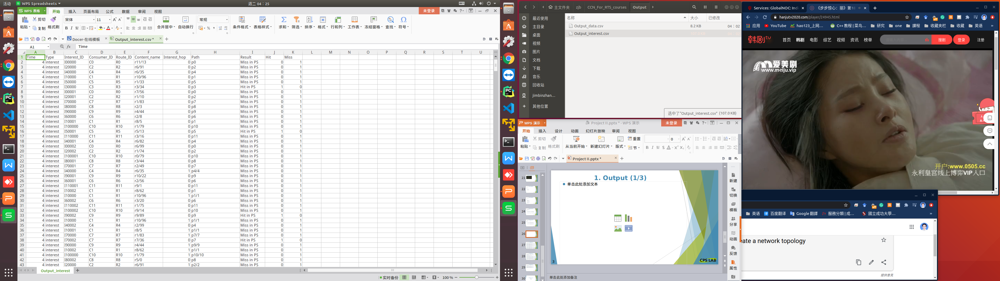 活动 WPS Spreadsheets 週二 04：25
WPS 表格 开始 插入 页面布局 公式 数据 审阅 视图 未登录
粘贴 剪切 复制 格式刷 宋体 11 合并居中 自动换行 常规 条件格式 表格样式 求和 筛选 排序 格式 行和列 工作表 冻结窗格 查找 符号
Docer-在线模板 Output_interest.csv *
A1 fx Time
A B C D E F G H I J K L M N O P Q R S T U
1 Time Type Interest_ID Consumer_ID Route_ID Content_name Interest_hop Path Result Hit Miss
2 4 interest I00000 C0 R0 r11/13 0 p0 Miss in PS 0 1
3 4 interest I20000 C2 R2 r6/91 0 p2 Miss in PS 0 1
4 4 interest I40000 C4 R4 r6/35 0 p4 Miss in PS 0 1
5 4 interest I10000 C1 R1 r10/96 0 p1 Miss in PS 0 1
6 4 interest I50000 C5 R5 r1/33 0 p5 Miss in PS 0 1
7 4 interest I30000 C3 R3 r3/34 0 p3 Hit in PS 1 0
8 4 interest I00001 C0 R0 r7/56 0 p0 Miss in PS 0 1
9 4 interest I20001 C2 R2 r1/10 0 p2 Miss in PS 0 1
10 4 interest I70000 C7 R7 r1/83 0 p7 Miss in PS 0 1
11 4 interest I80000 C8 R8 r2/3 0 p8 Miss in PS 0 1
12 4 interest I90000 C9 R9 r4/44 0 p9 Miss in PS 0 1
13 4 interest I60000 C6 R6 r2/8 0 p6 Miss in PS 0 1
14 4 interest I10001 C1 R1 r8/5 0 p1 Miss in PS 0 1
15 4 interest I100000 C10 R10 r1/79 0 p10 Miss in PS 0 1
16 4 interest I50001 C5 R5 r5/13 0 p5 Hit in PS 1 0
17 4 interest I110000 C11 R11 r3/16 0 p11 Miss in PS 0 1
18 4 interest I40001 C4 R4 r6/82 0 p4 Miss in PS 0 1
19 4 interest I00002 C0 R0 r6/99 0 p0 Miss in PS 0 1
20 4 interest I20002 C2 R2 r1/74 0 p2 Miss in PS 0 1
21 4 interest I100001 C10 R10 r0/79 0 p10 Miss in PS 0 1
22 4 interest I80001 C8 R8 r3/44 0 p8 Miss in PS 0 1
23 4 interest I70001 C7 R7 r2/49 0 p7 Miss in PS 0 1
24 4 interest I40000 C4 R4 r6/35 1 p4/4 Miss in PS 0 1
25 4 interest I90001 C9 R9 r10/22 0 p9 Miss in PS 0 1
26 4 interest I60001 C6 R6 r2/56 0 p6 Miss in PS 0 1
27 4 interest I110001 C11 R11 r9/1 0 p11 Miss in PS 0 1
28 4 interest I10002 C1 R1 r8/62 0 p1 Miss in PS 0 1
29 4 interest I10000 C1 R1 r10/96 1 p1/1 Miss in PS 0 1
30 4 interest I60002 C6 R6 r3/20 0 p6 Miss in PS 0 1
31 4 interest I110002 C11 R11 r1/75 0 p11 Miss in PS 0 1
32 4 interest I100002 C10 R10 r9/14 0 p10 Miss in PS 0 1
33 4 interest I90002 C9 R9 r9/89 0 p9 Hit in PS 1 0
34 4 interest I10000 C1 R1 r10/96 1 p1/1 Miss in PS 0 1
35 4 interest I40002 C4 R4 r2/99 0 p4 Miss in PS 0 1
36 4 interest I10001 C1 R1 r8/5 1 p1/1 Miss in PS 0 1
37 4 interest I70000 C7 R7 r1/83 1 p7/7 Miss in PS 0 1
38 4 interest I70002 C7 R7 r7/36 0 p7 Hit in PS 1 0
39 4 interest I90000 C9 R9 r4/44 1 p9/9 Miss in PS 0 1
40 4 interest I10002 C1 R1 r8/62 1 p1/1 Miss in PS 0 1
41 4 interest I100000 C10 R10 r1/79 1 p10/10 Miss in PS 0 1
42 4 interest I80002 C8 R8 r5/0 0 p8 Miss in PS 0 1
43 4 interest I20000 C2 R2 r6/91 1 p2/2 Miss in PS 0 1
Output_interest
实时备份 100 %
主文件夹 zjb CCN_For_RTS_courses Output
名称 大小 已修改
最近使用
主目录
桌面
视频
图片
文档
下载
音乐
回收站
jimbinzhan…
其他位置
Output_data.csv 8.2 KB 04：02
Output_interest.csv 107.0 KB 04：02
选中了“Output_interest.csv” (107.0 KB)
WPS 演示 Project II.pptx * - WPS 演示 未登录
开始 插入 设计 动画 幻灯片放映 审阅 视图
粘贴 剪切 复制 格式刷 从当前开始 新建幻灯片 版式 重置 节 0
Project II.pptx *
21
22
23
24
25
26
27
28
29
30
1. Output (1/3)
单击此处添加文本
3
CPS LAB
单击此处添加备注
新建
切换
模板
分享
动画
反馈
属性
Services: GlobalNOC: Indi 《步步惊心：丽》第18
hanjutv2020.com/player/24945.html
应用 YouTube hao123_上网… C++ 教程 | 菜鸟… 研究 one 課程 收藏夹栏 收藏 英语
韩剧tv 首页 韩剧 电影 综艺 视频 资讯 榜单 搜剧 登录 注册
爱美剧
www.meiju.vip
开户:www.0505.cc
永利皇宫线上博弈VIP入口
英语 百度翻译 Google 翻譯 服務分類 | 成… 國立成功大學…
eate a network topology
提供意見